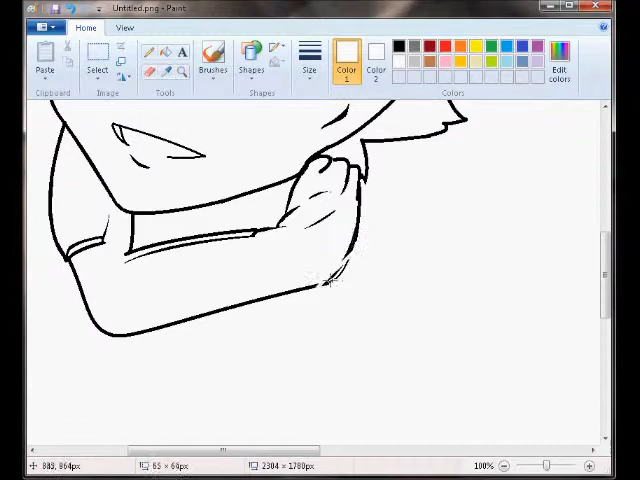 Untitled.png - Paint
Home View
Paste Select Brushes Shapes Size Color 1 Color 2 Edit colors
Clipboard Image Tools Shapes Colors
65 × 64px 2304 × 1780px 100%